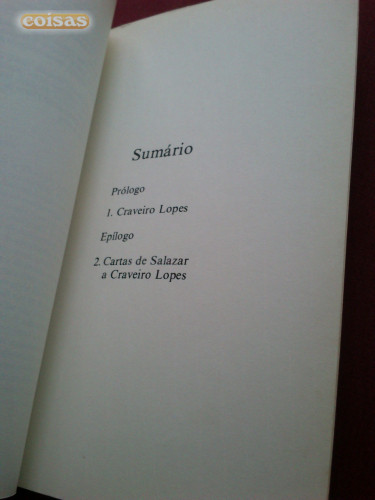 coisas
Sumário
Prólogo
1. Craveiro Lopes
Epílogo
2. Cartas de Salazar
a Craveiro Lopes